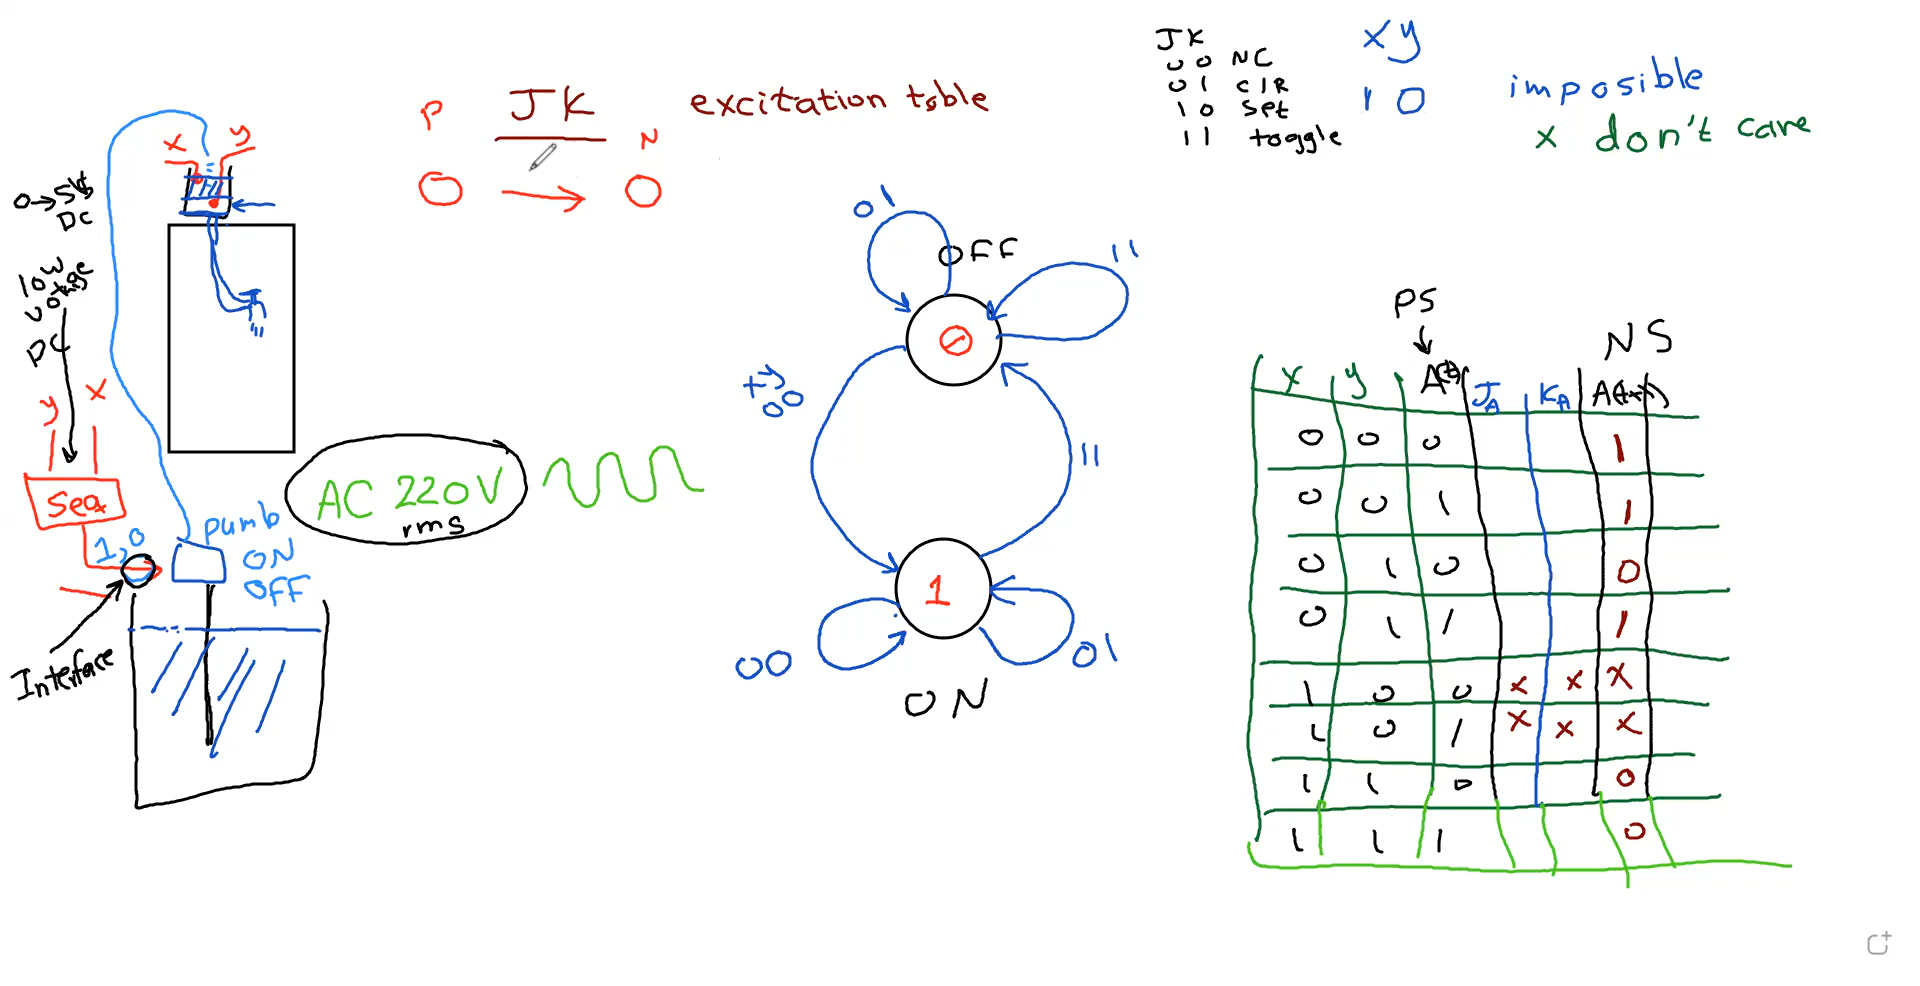 JK
00 NC
01 ClR
10 set
11 toggle
xy
10
imposible
x don't care
P
JK
N
excitation table
0 → 0
x
y
0→5V
DC
low
voltage
DC
y
x
Seq
1,0
pumb
ON
OFF
Interface
AC 220V
rms
01
OFF
11
0
xy
00
11
1
00
01
ON
PS
NS
x y A(t) JA KA A(t+1)
0 0 0 1
0 0 1 1
0 1 0 0
0 1 1 1
1 0 0 x x x
1 0 1 x x x
1 1 0 0
1 1 1 0